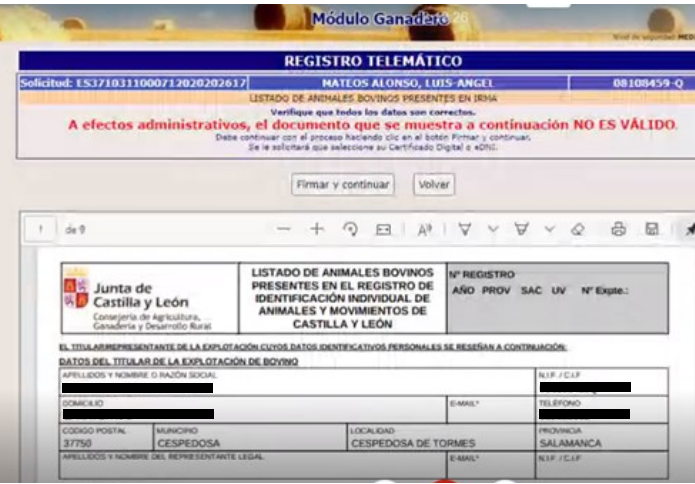 Módulo Ganadero
REGISTRO TELEMÁTICO
Solicitud: ES371031100071202020261 7 MATEOS ALONSO, LUIS-ANGEL 08108459-Q
LISTADO DE ANIMALES BOVINOS PRESENTES EN IRMA
Verifique que todos los datos son correctos.
A efectos administrativos, el documento que se muestra a continuación NO ES VÁLIDO.
Debe continuar con el proceso haciendo clic en el botón Firmar y continuar.
Se le solicitará que seleccione su Certificado Digital o eDNI.
Firmar y continuar Volver
1 de 9
LISTADO DE ANIMALES BOVINOS
PRESENTES EN EL REGISTRO DE
IDENTIFICACIÓN INDIVIDUAL DE
ANIMALES Y MOVIMIENTOS DE
CASTILLA Y LEÓN
Junta de
Castilla y León
Consejería de Agricultura,
Ganadería y Desarrollo Rural
Nº REGISTRO
AÑO PROV SAC UV Nº Expte.:
EL TITULAR/REPRESENTANTE DE LA EXPLOTACIÓN CUYOS DATOS IDENTIFICATIVOS PERSONALES SE RESEÑAN A CONTINUACIÓN:
DATOS DEL TITULAR DE LA EXPLOTACIÓN DE BOVINO
APELLIDOS Y NOMBRE O RAZÓN SOCIAL N.I.F. / C.I.F
DOMICILIO E-MAIL* TELÉFONO
CÓDIGO POSTAL MUNICIPIO LOCALIDAD PROVINCIA
37750 CESPEDOSA CESPEDOSA DE TORMES SALAMANCA
APELLIDOS Y NOMBRE DEL REPRESENTANTE LEGAL E-MAIL* N.I.F. / C.I.F